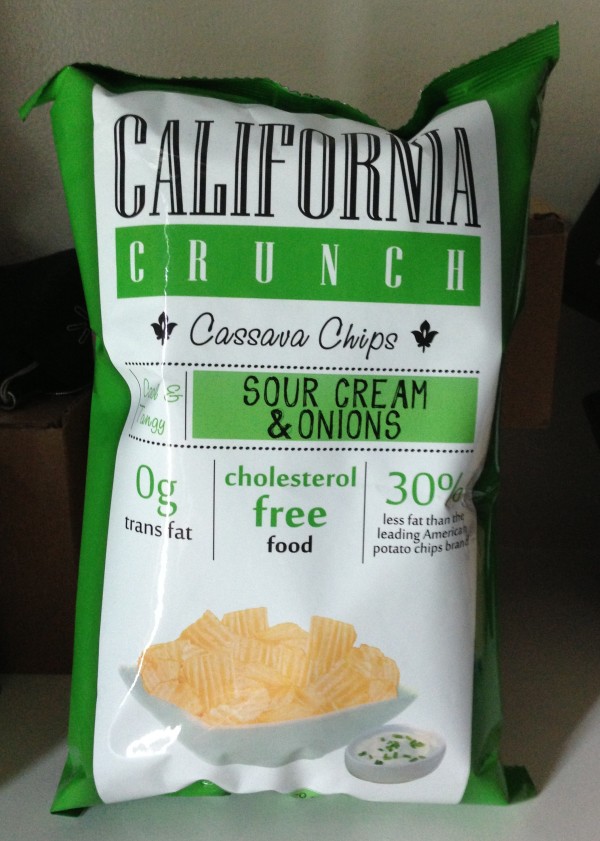 CALIFORNIA
CRUNCH
Cassava Chips
&
Tangy
SOUR CREAM
& ONIONS
0g
trans fat
cholesterol
free
food
30%
less fat than the
leading American
potato chips brand